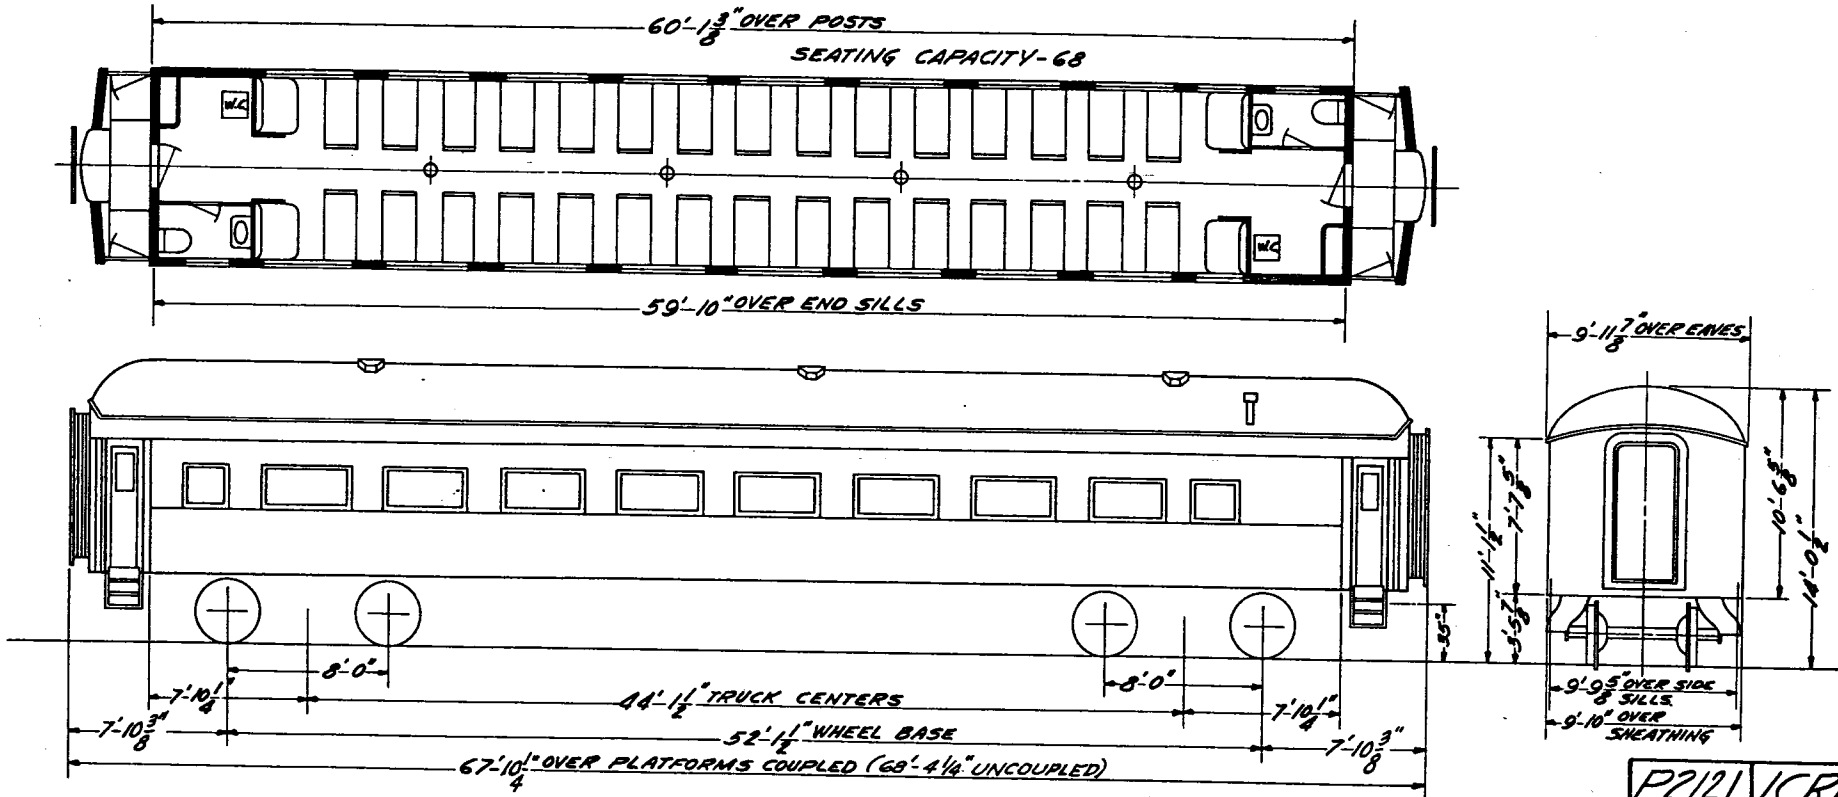 60'-1 3/8" OVER POSTS
SEATING CAPACITY-68
W.C.
W.C.
59'-10" OVER END SILLS
9'-11 7/8" OVER EAVES
11'-1 1/2"
7'-7 5/8"
10'-6 5/8"
14'-0 1/2"
3'-5 7/8"
35"
8'-0"
8'-0"
7'-10 1/4"
44'-1 1/2" TRUCK CENTERS
7'-10 1/4"
7'-10 3/8"
52'-1 1/2" WHEEL BASE
7'-10 3/8"
67'-10 1/4" OVER PLATFORMS COUPLED (68'-4 1/4" UNCOUPLED)
9'-9 5/8" OVER SIDE
SILLS
9'-10" OVER
SHEATHING
P2121 ICR